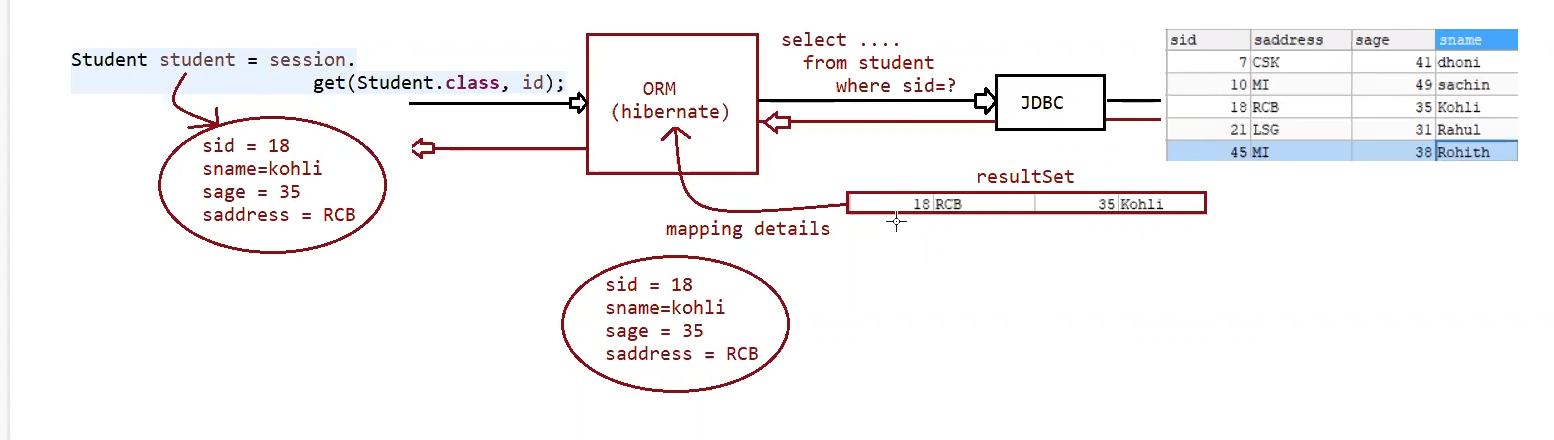 Student student = session.
get(Student.class, id);
sid = 18
sname=kohli
sage = 35
saddress = RCB
ORM
(hibernate)
select ....
from student
where sid=?
JDBC
sid saddress sage sname
7 CSK 41 dhoni
10 MI 49 sachin
18 RCB 35 Kohli
21 LSG 31 Rahul
45 MI 38 Rohith
resultSet
18 RCB 35 Kohli
mapping details
sid = 18
sname=kohli
sage = 35
saddress = RCB